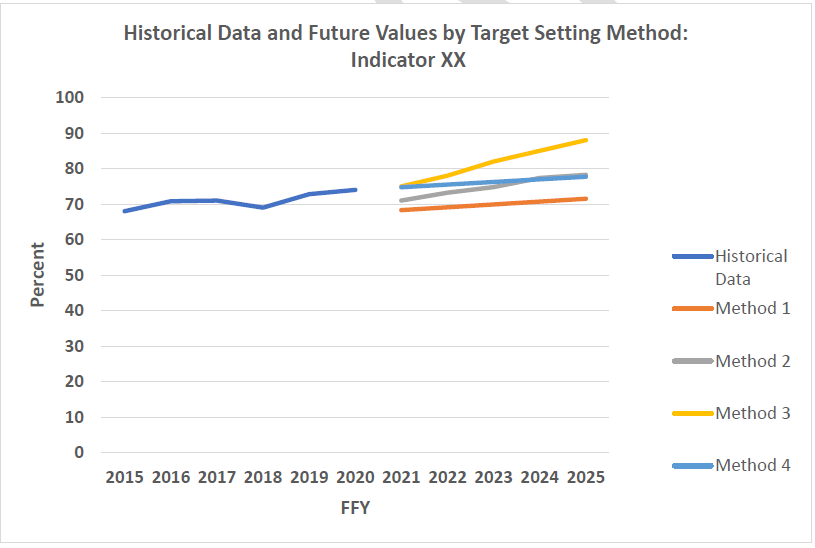 Historical Data and Future Values by Target Setting Method:
Indicator XX
100
90
80
70
60
50
40
30
20
10
0
Percent
2015 2016 2017 2018 2019 2020 2021 2022 2023 2024 2025
FFY
Historical
Data
Method 1
Method 2
Method 3
Method 4